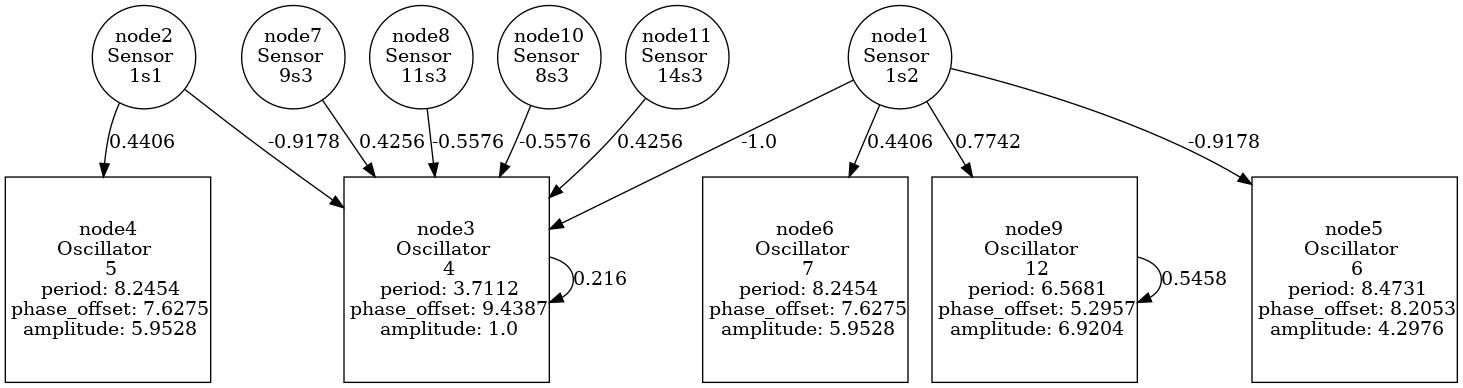 node2
Sensor
1s1
node7
Sensor
9s3
node8
Sensor
11s3
node10
Sensor
8s3
node11
Sensor
14s3
node1
Sensor
1s2
0.4406
-0.9178
0.4256
-0.5576
-0.5576
0.4256
-1.0
0.4406
0.7742
-0.9178
node4
Oscillator
5
period: 8.2454
phase_offset: 7.6275
amplitude: 5.9528
node3
Oscillator
4
period: 3.7112
phase_offset: 9.4387
amplitude: 1.0
0.216
node6
Oscillator
7
period: 8.2454
phase_offset: 7.6275
amplitude: 5.9528
node9
Oscillator
12
period: 6.5681
phase_offset: 5.2957
amplitude: 6.9204
0.5458
node5
Oscillator
6
period: 8.4731
phase_offset: 8.2053
amplitude: 4.2976